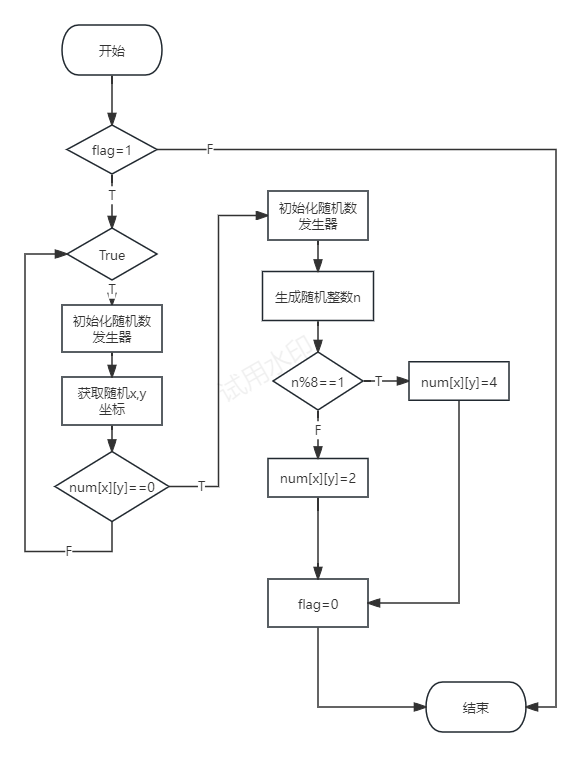 开始
flag=1
F
T
True
T
初始化随机数
发生器
获取随机x,y
坐标
num[x][y]==0
T
F
初始化随机数
发生器
生成随机整数n
n%8==1
T
num[x][y]=4
F
num[x][y]=2
flag=0
结束
试用水印